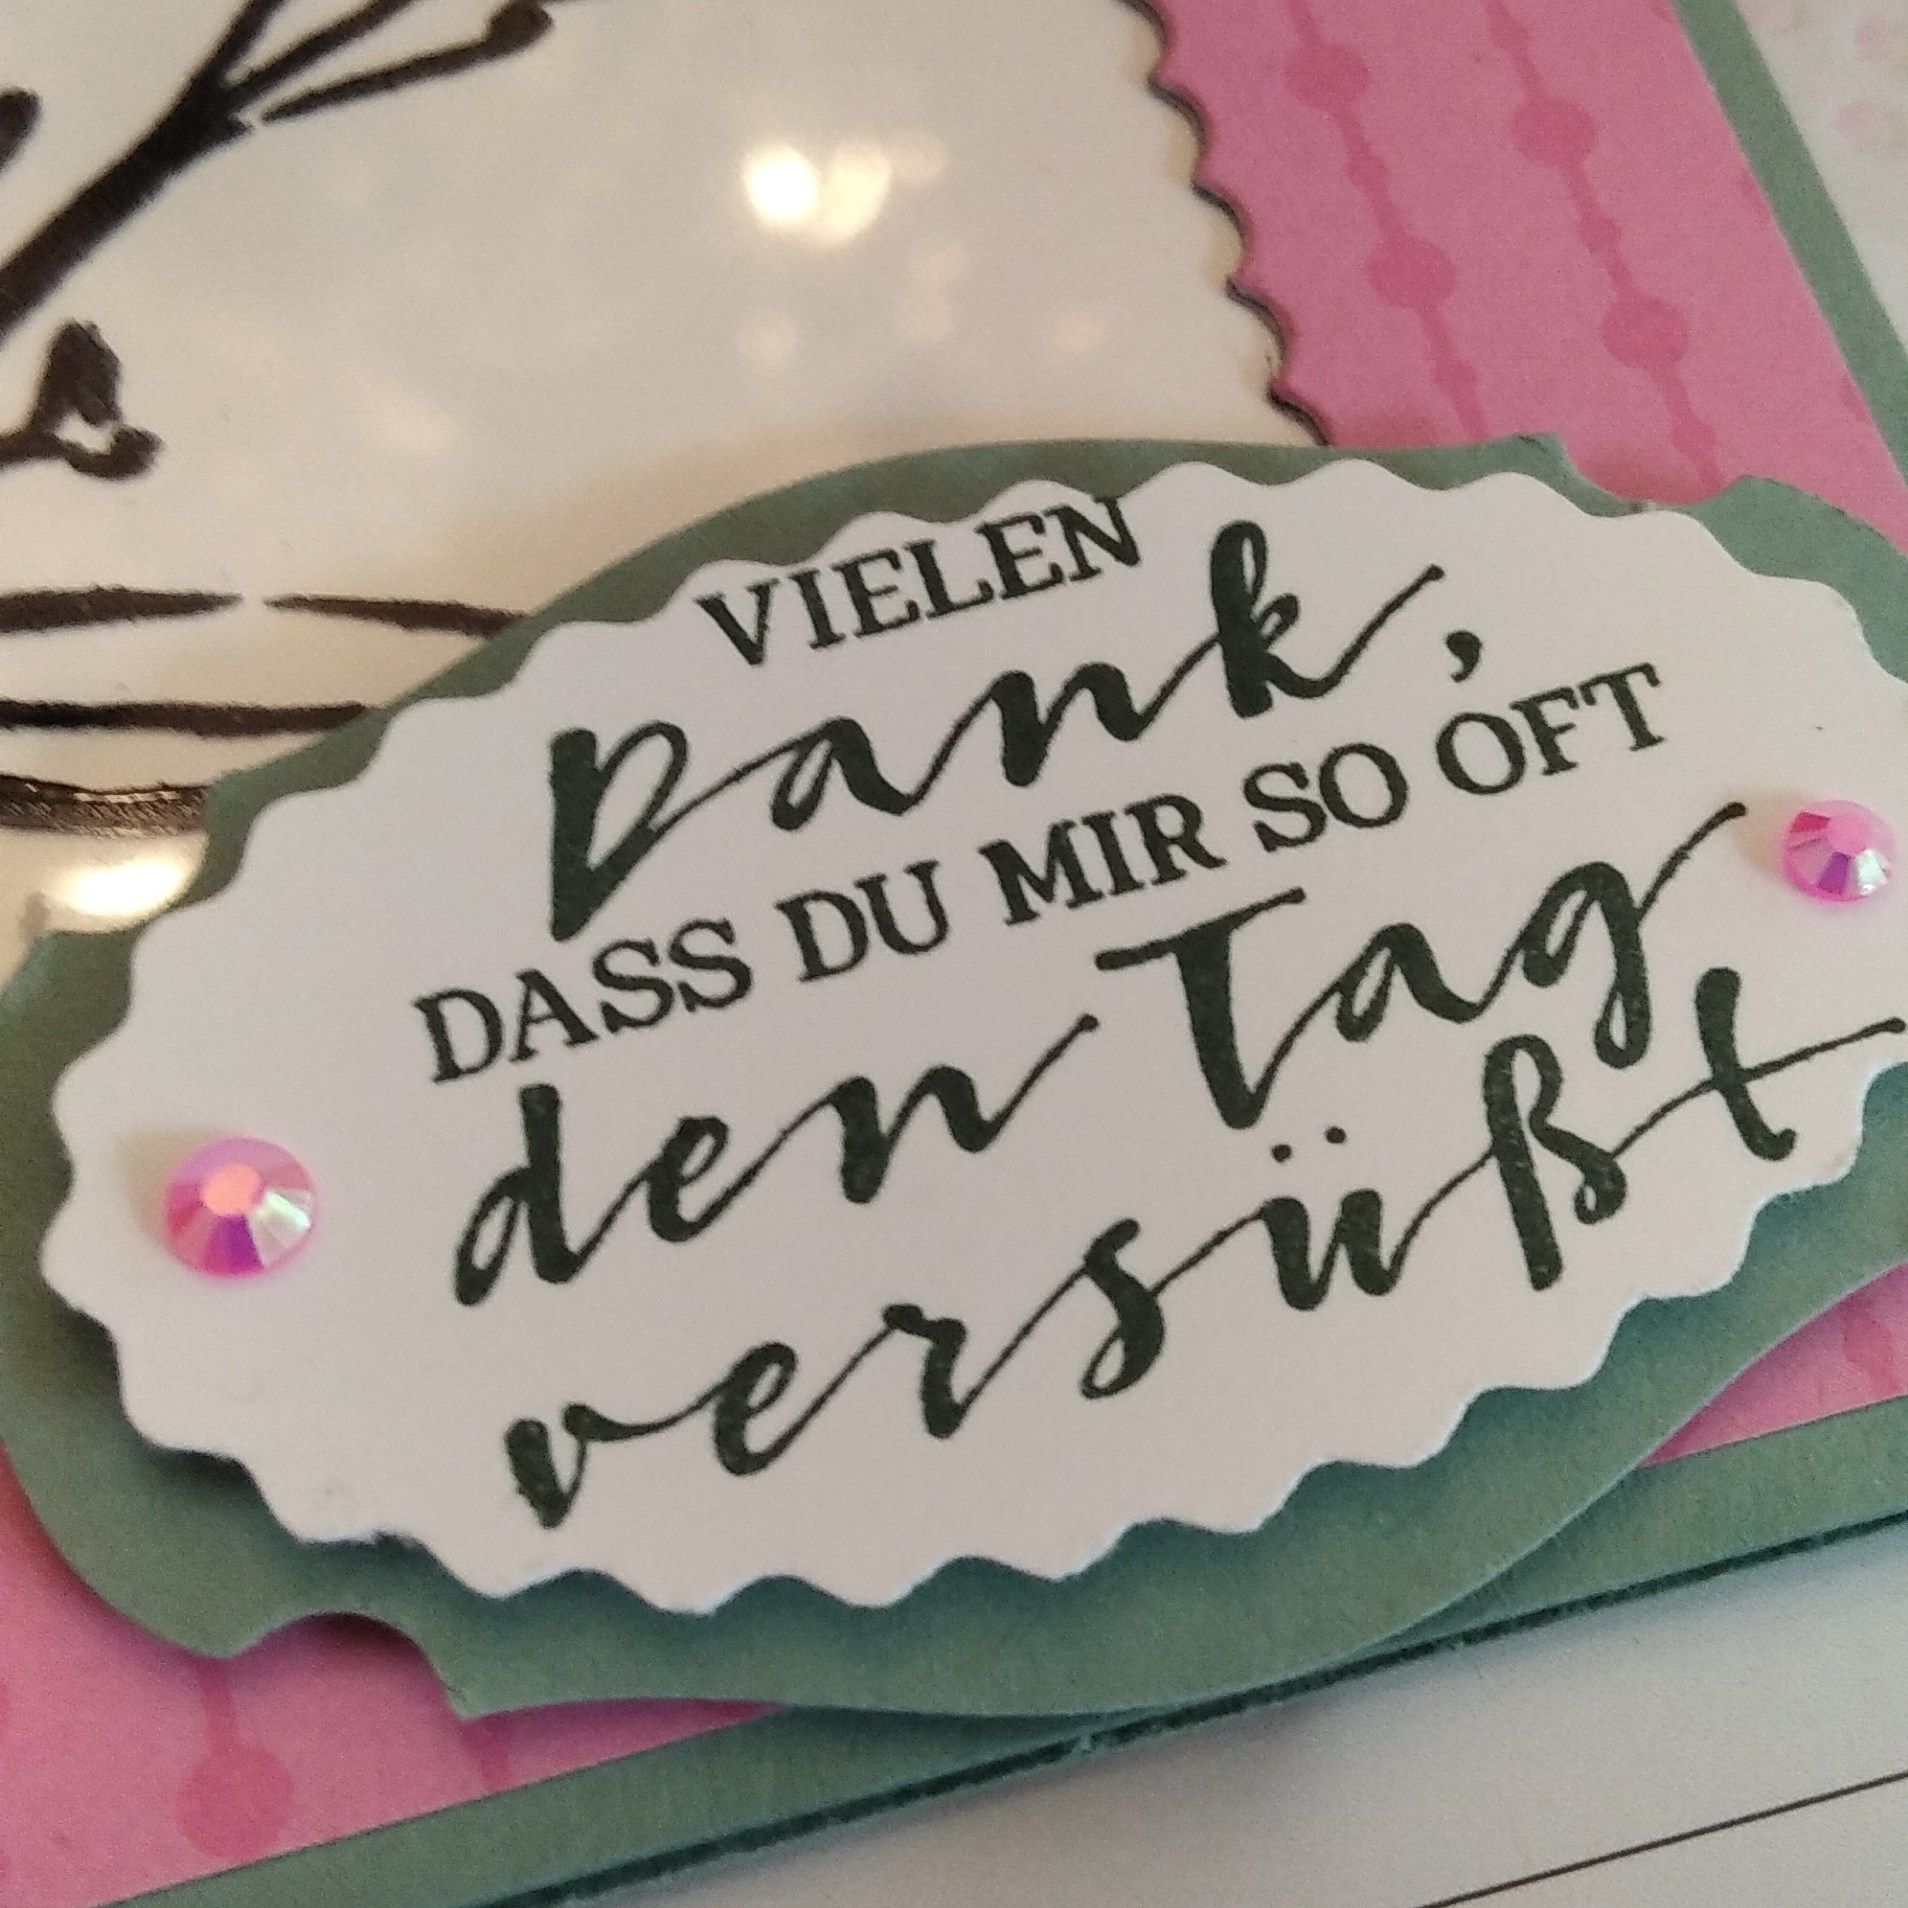 VIELEN
Dank,
DASS DU MIR SO OFT
den Tag
versüßt